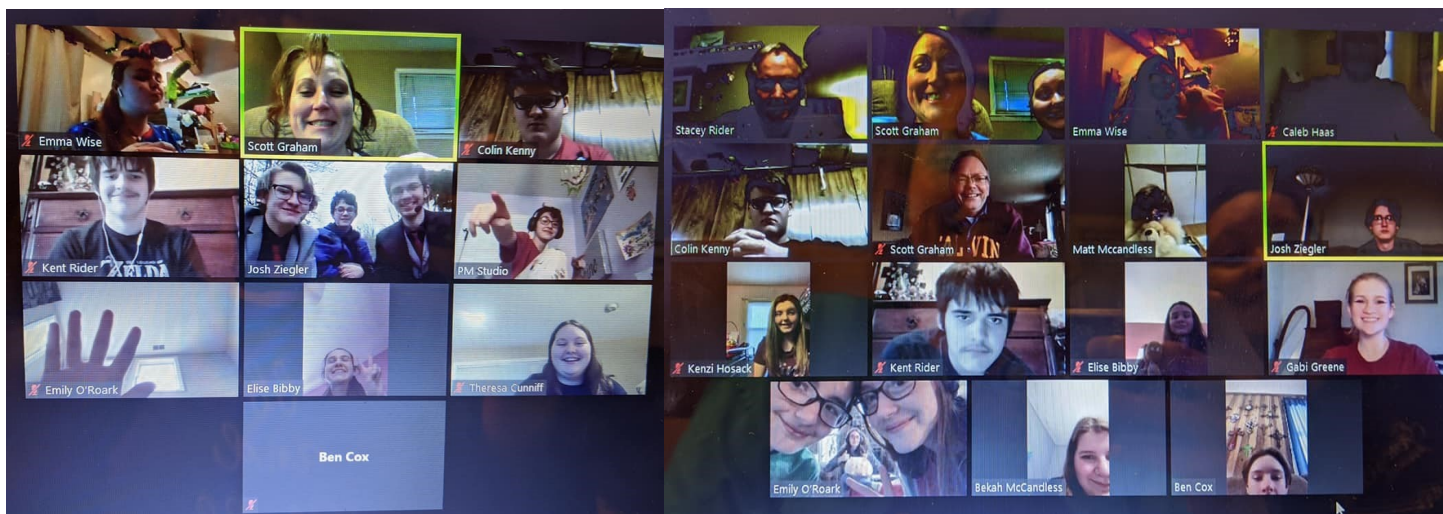 Emma Wise
Scott Graham
Colin Kenny
Kent Rider
ZELDA
Josh Ziegler
PM Studio
Emily O'Roark
Elise Bibby
Theresa Cunniff
Ben Cox
Stacey Rider
Scott Graham
Emma Wise
Caleb Haas
Colin Kenny
Scott Graham
CALVIN
Matt Mccandless
Josh Ziegler
Kenzi Hosack
Kent Rider
Elise Bibby
Gabi Greene
Emily O'Roark
Bekah McCandless
Ben Cox